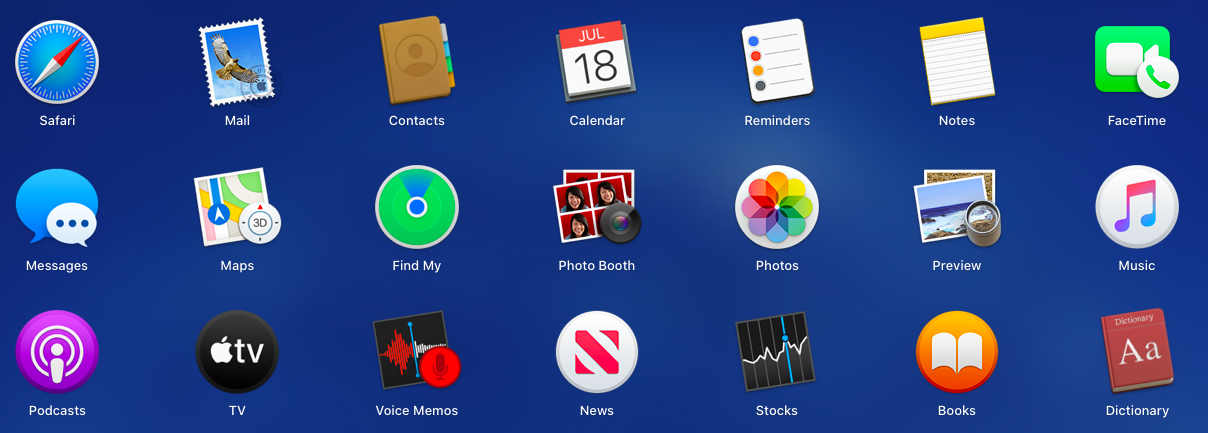 JUL
18
Safari
Mail
Contacts
Calendar
Reminders
Notes
FaceTime
3D
Messages
Maps
Find My
Photo Booth
Photos
Preview
Music
tv
Dictionary
Aa
Podcasts
TV
Voice Memos
News
Stocks
Books
Dictionary